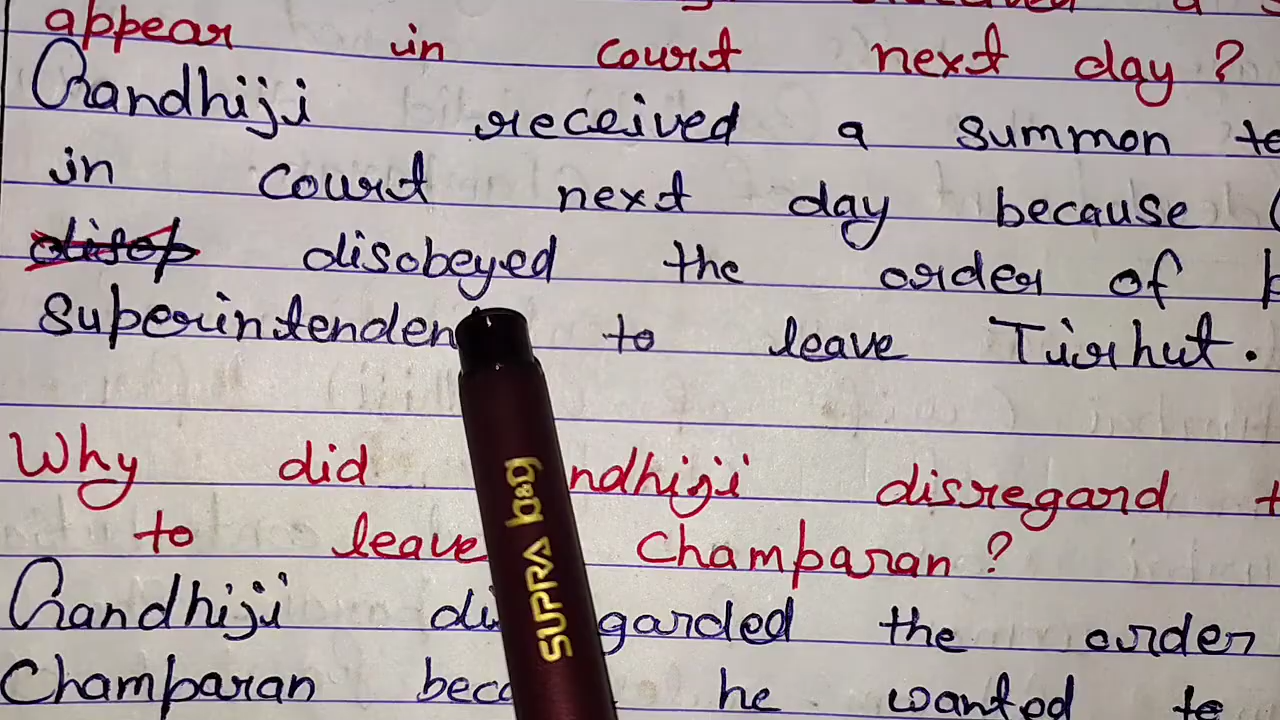 received a
appear in court next day?
Gandhiji received a summon to
in court next day because
disobeyed the order of
Superintenden to leave Tirhut.
Why did ndhiji disregard
to leave Champaran?
Gandhiji di garded the order
Champaran bec he wanted to
SUPRA b&g